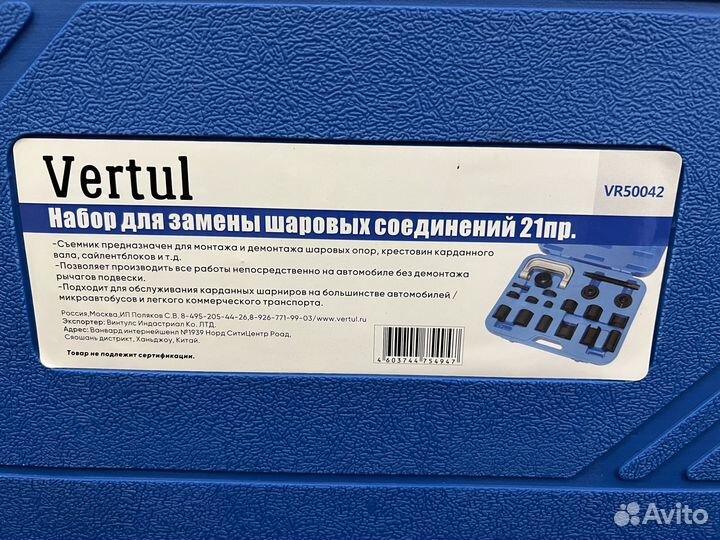 Vertul
VR50042
Набор для замены шаровых соединений 21пр.
-Съемник предназначен для монтажа и демонтажа шаровых опор, крестовин карданного
вала, сайлентблоков и т.д.
-Позволяет производить все работы непосредственно на автомобиле без демонтажа
рычагов подвески.
-Подходит для обслуживания карданных шарниров на большинстве автомобилей /
микроавтобусов и легкого коммерческого транспорта.
Россия,Москва,ИП Поляков С.В. 8-495-205-44-26,8-926-771-99-03/www.vertul.ru
Экспортер: Винтулс Индастриал Ко. ЛТД.
Адрес: Ванвард интернейшенл №1939 Норд СитиЦентр Роад,
Сяошань дистрикт, Ханьджоу, Китай.
Товар не подлежит сертификации.
4 603744 754947
Avito